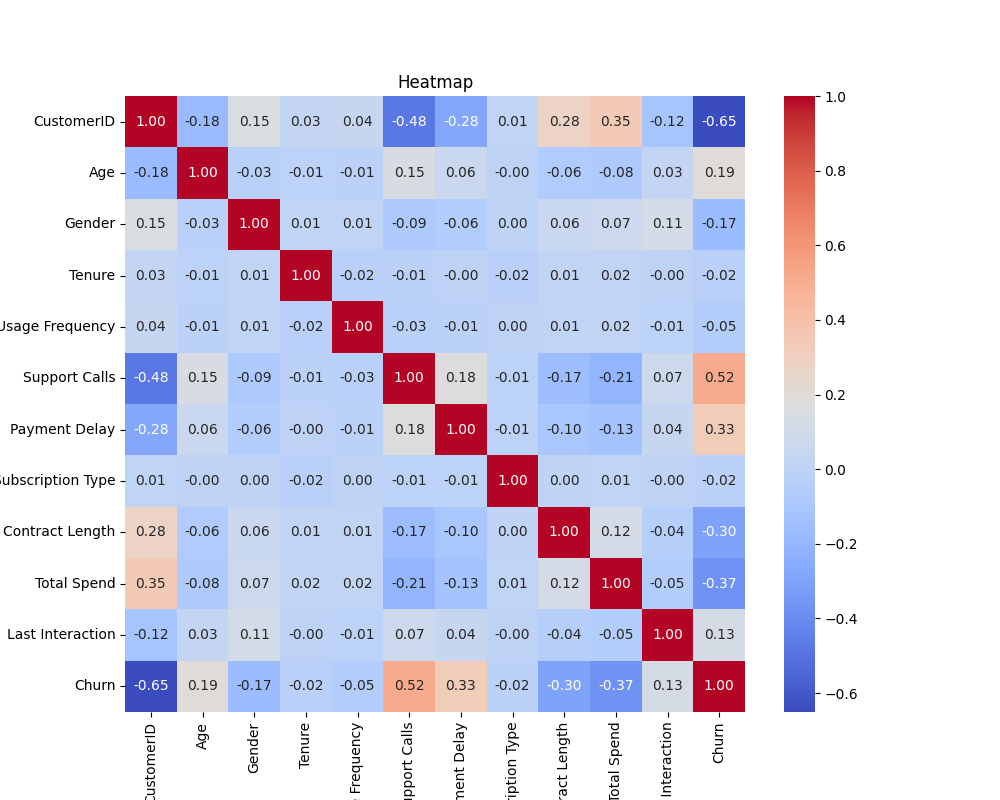 Heatmap
CustomerID 1.00 -0.18 0.15 0.03 0.04 -0.48 -0.28 0.01 0.28 0.35 -0.12 -0.65
Age -0.18 1.00 -0.03 -0.01 -0.01 0.15 0.06 -0.00 -0.06 -0.08 0.03 0.19
Gender 0.15 -0.03 1.00 0.01 0.01 -0.09 -0.06 0.00 0.06 0.07 0.11 -0.17
Tenure 0.03 -0.01 0.01 1.00 -0.02 -0.01 -0.00 -0.02 0.01 0.02 -0.00 -0.02
Usage Frequency 0.04 -0.01 0.01 -0.02 1.00 -0.03 -0.01 0.00 0.01 0.02 -0.01 -0.05
Support Calls -0.48 0.15 -0.09 -0.01 -0.03 1.00 0.18 -0.01 -0.17 -0.21 0.07 0.52
Payment Delay -0.28 0.06 -0.06 -0.00 -0.01 0.18 1.00 -0.01 -0.10 -0.13 0.04 0.33
Subscription Type 0.01 -0.00 0.00 -0.02 0.00 -0.01 -0.01 1.00 0.00 0.01 -0.00 -0.02
Contract Length 0.28 -0.06 0.06 0.01 0.01 -0.17 -0.10 0.00 1.00 0.12 -0.04 -0.30
Total Spend 0.35 -0.08 0.07 0.02 0.02 -0.21 -0.13 0.01 0.12 1.00 -0.05 -0.37
Last Interaction -0.12 0.03 0.11 -0.00 -0.01 0.07 0.04 -0.00 -0.04 -0.05 1.00 0.13
Churn -0.65 0.19 -0.17 -0.02 -0.05 0.52 0.33 -0.02 -0.30 -0.37 0.13 1.00
CustomerID
Age
Gender
Tenure
Frequency
upport Calls
ment Delay
ription Type
ract Length
Total Spend
Interaction
Churn
1.0
0.8
0.6
0.4
0.2
0.0
−0.2
−0.4
−0.6